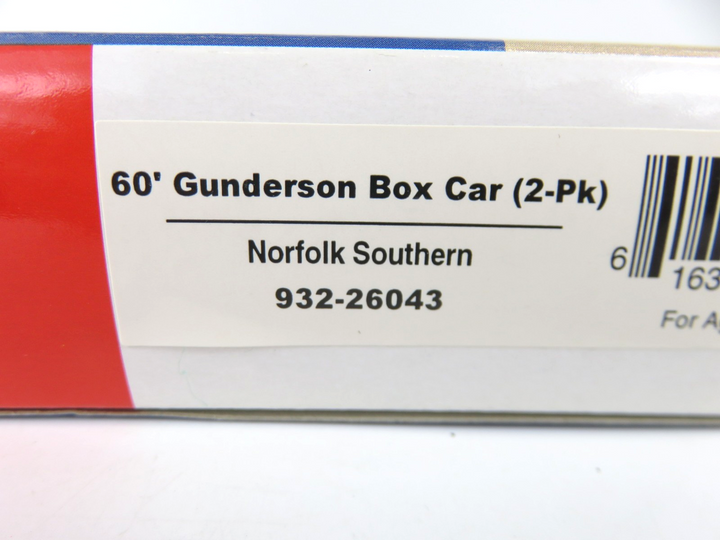 60' Gunderson Box Car (2-Pk)
Norfolk Southern
932-26043
6
163
For